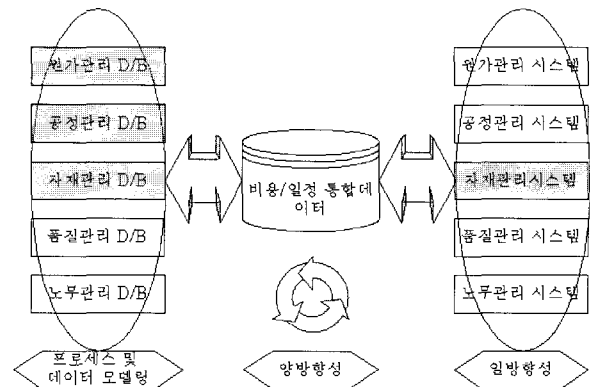 원가관리 D/B
공정관리 D/B
자재관리 D/B
품질관리 D/B
노무관리 D/B
프로세스 및
데이터 모델링
비용/일정 통합데
이터
양방향성
원가관리 시스템
공정관리 시스템
자재관리시스템
품질관리 시스템
노무관리 시스템
일방향성